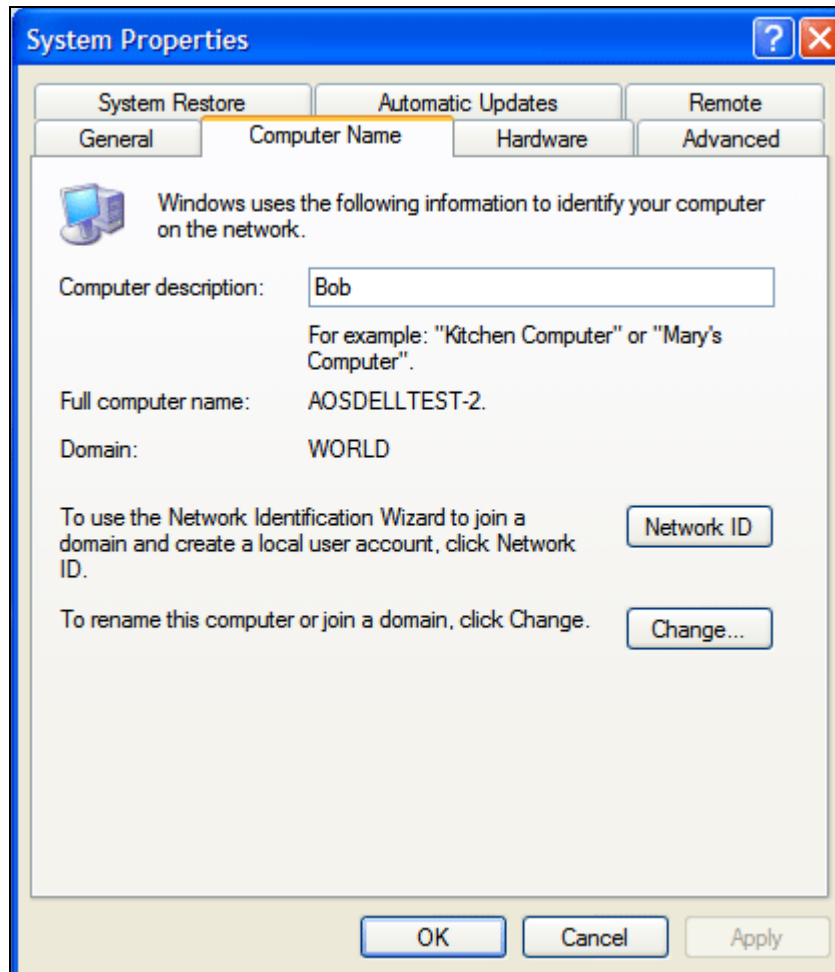 System Properties
System Restore
Automatic Updates
Remote
General
Computer Name
Hardware
Advanced
Windows uses the following information to identify your computer
on the network.
Computer description:
Bob
For example: "Kitchen Computer" or "Mary's
Computer".
Full computer name:
AOSDELLTEST-2.
Domain:
WORLD
To use the Network Identification Wizard to join a
domain and create a local user account, click Network
ID.
Network ID
To rename this computer or join a domain, click Change.
Change...
OK
Cancel
Apply